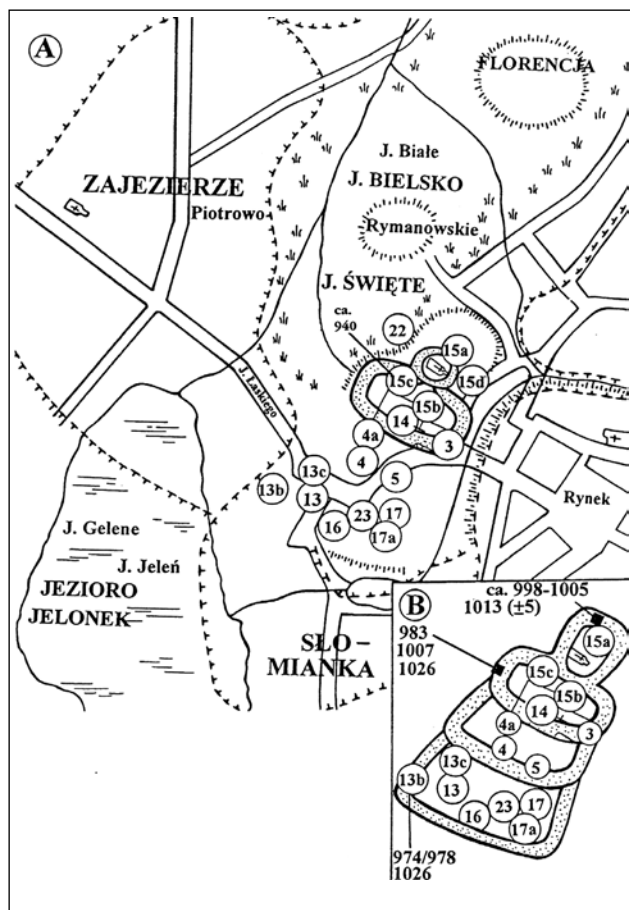 A
FLORENCJA
J. Białe
ZAJEZIERZE
J. BIELSKO
Piotrowo
Rymanowskie
J. ŚWIĘTE
ca.
940
22
15a
15c
15d
15b
14
J. Łaskiego
4a
3
4
13c
5
13b
13
Rynek
23
17
16
17a
J. Gelene
J. Jeleń
JEZIORO
JELONEK
SŁO –
MIANKA
B
ca. 998-1005
1013 (±5)
983
1007
1026
15a
15c
15b
14
4a
3
4
13c
5
13b
13
23
17
16
17a
974/978
1026